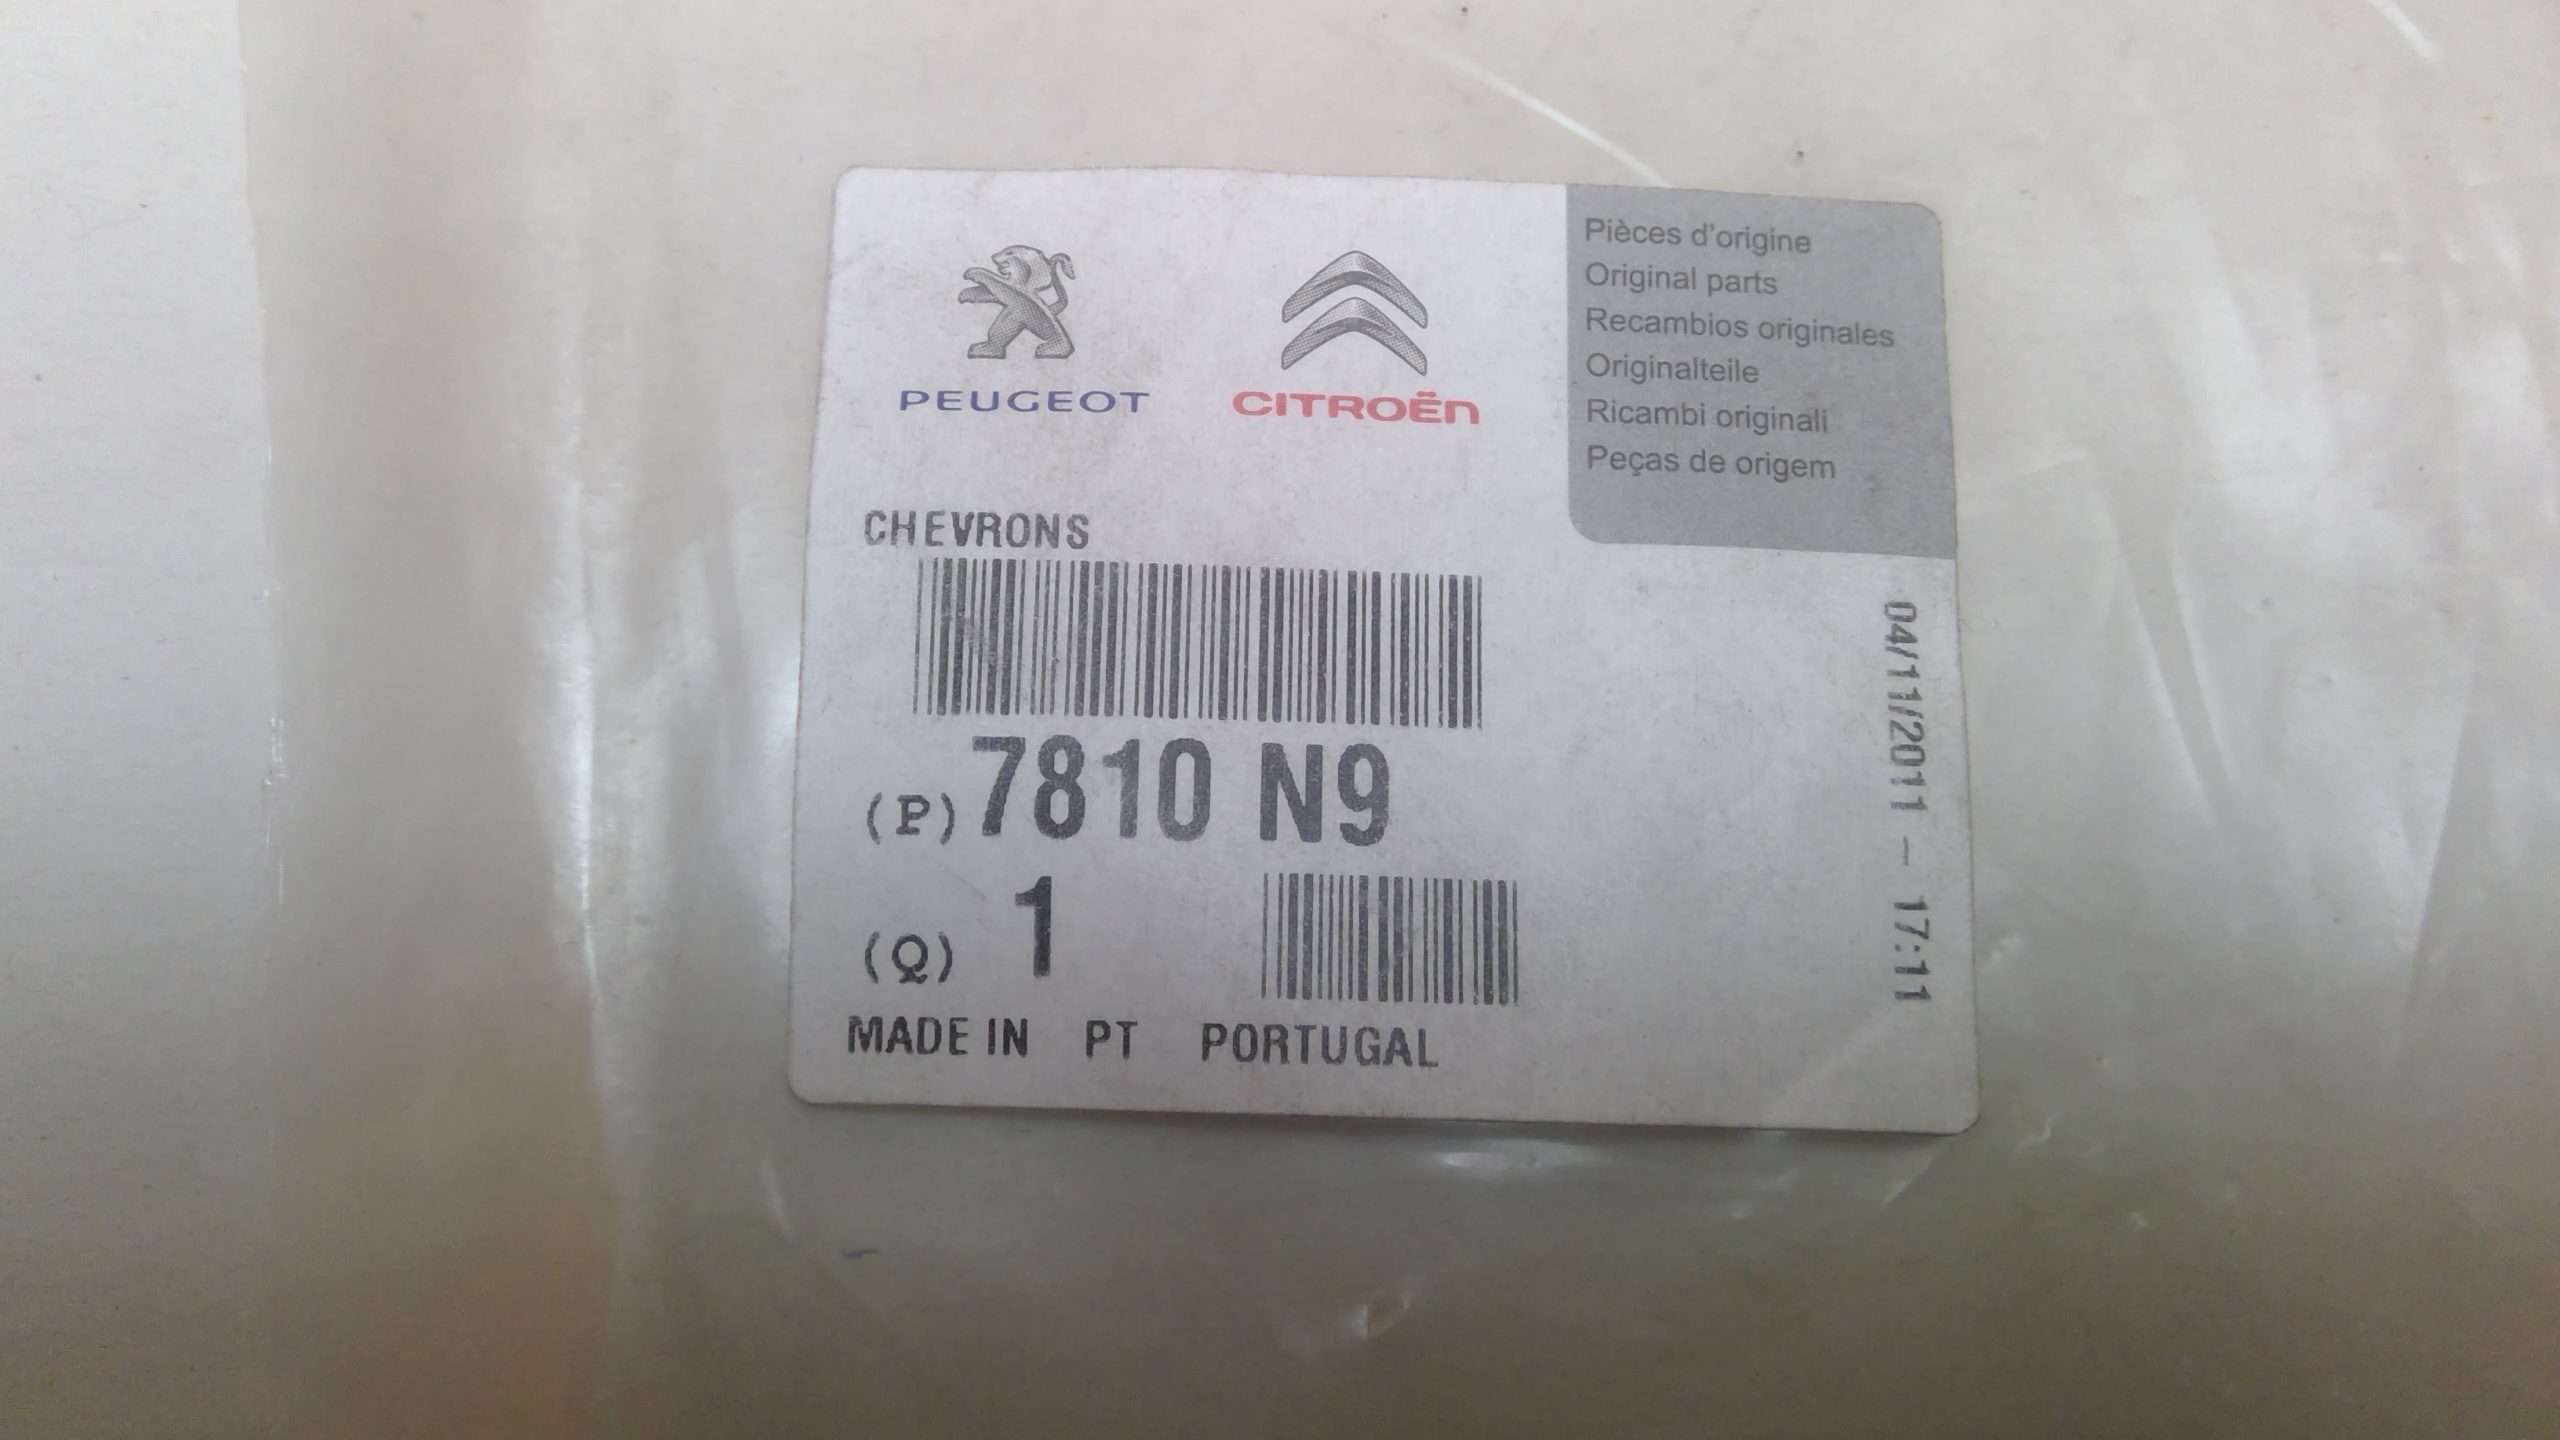 PEUGEOT
CITROËN
Pièces d'origine
Original parts
Recambios originales
Originalteile
Ricambi originali
Peças de origem
CHEVRONS
(P) 7810 N9
(Q) 1
MADE IN PT PORTUGAL
04/11/2011 - 17:11